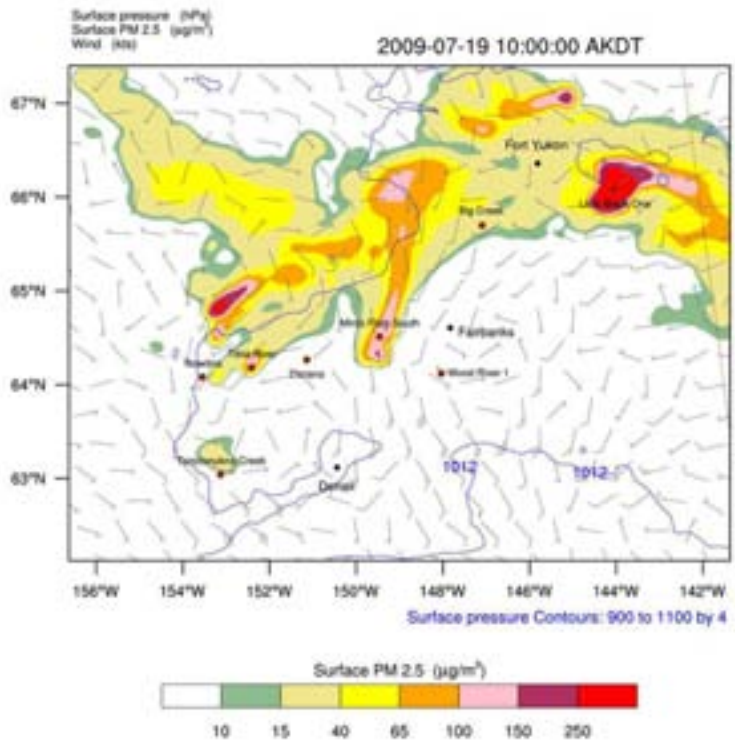 Surface pressure (hPa)
Surface PM 2.5 (µg/m³)
Wind (kts)
2009-07-19 10:00:00 AKDT
67°N
Fort Yukon
66°N
Big Creek
65°N
Minto Flats South
Fairbanks
64°N
Wood River 1
63°N
Denali
1012
1012
156°W 154°W 152°W 150°W 148°W 146°W 144°W 142°W
Surface pressure Contours: 900 to 1100 by 4
Surface PM 2.5 (µg/m³)
10 15 40 65 100 150 250